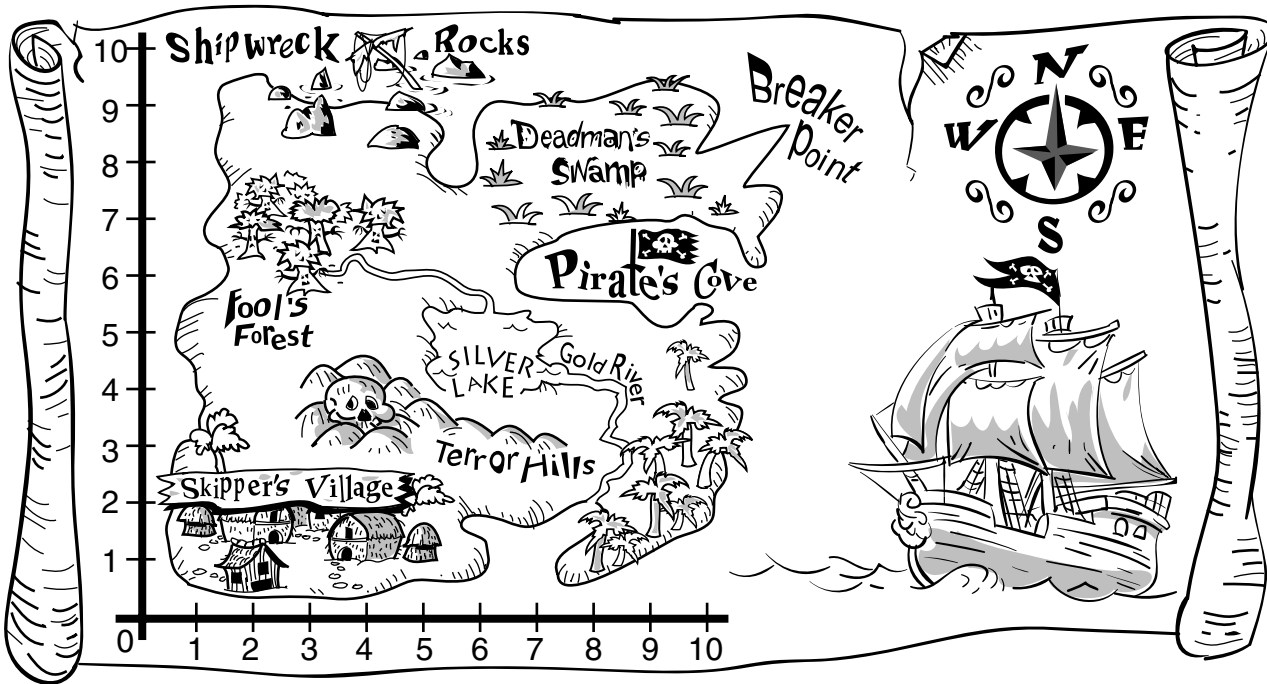 Shipwreck Rocks
Breaker
Point
Deadman's
Swamp
N
W E
S
Pirate's Cove
Fool's
Forest
SILVER
LAKE
Gold River
Terror Hills
Skipper's Village
10
9
8
7
6
5
4
3
2
1
0
1 2 3 4 5 6 7 8 9 10